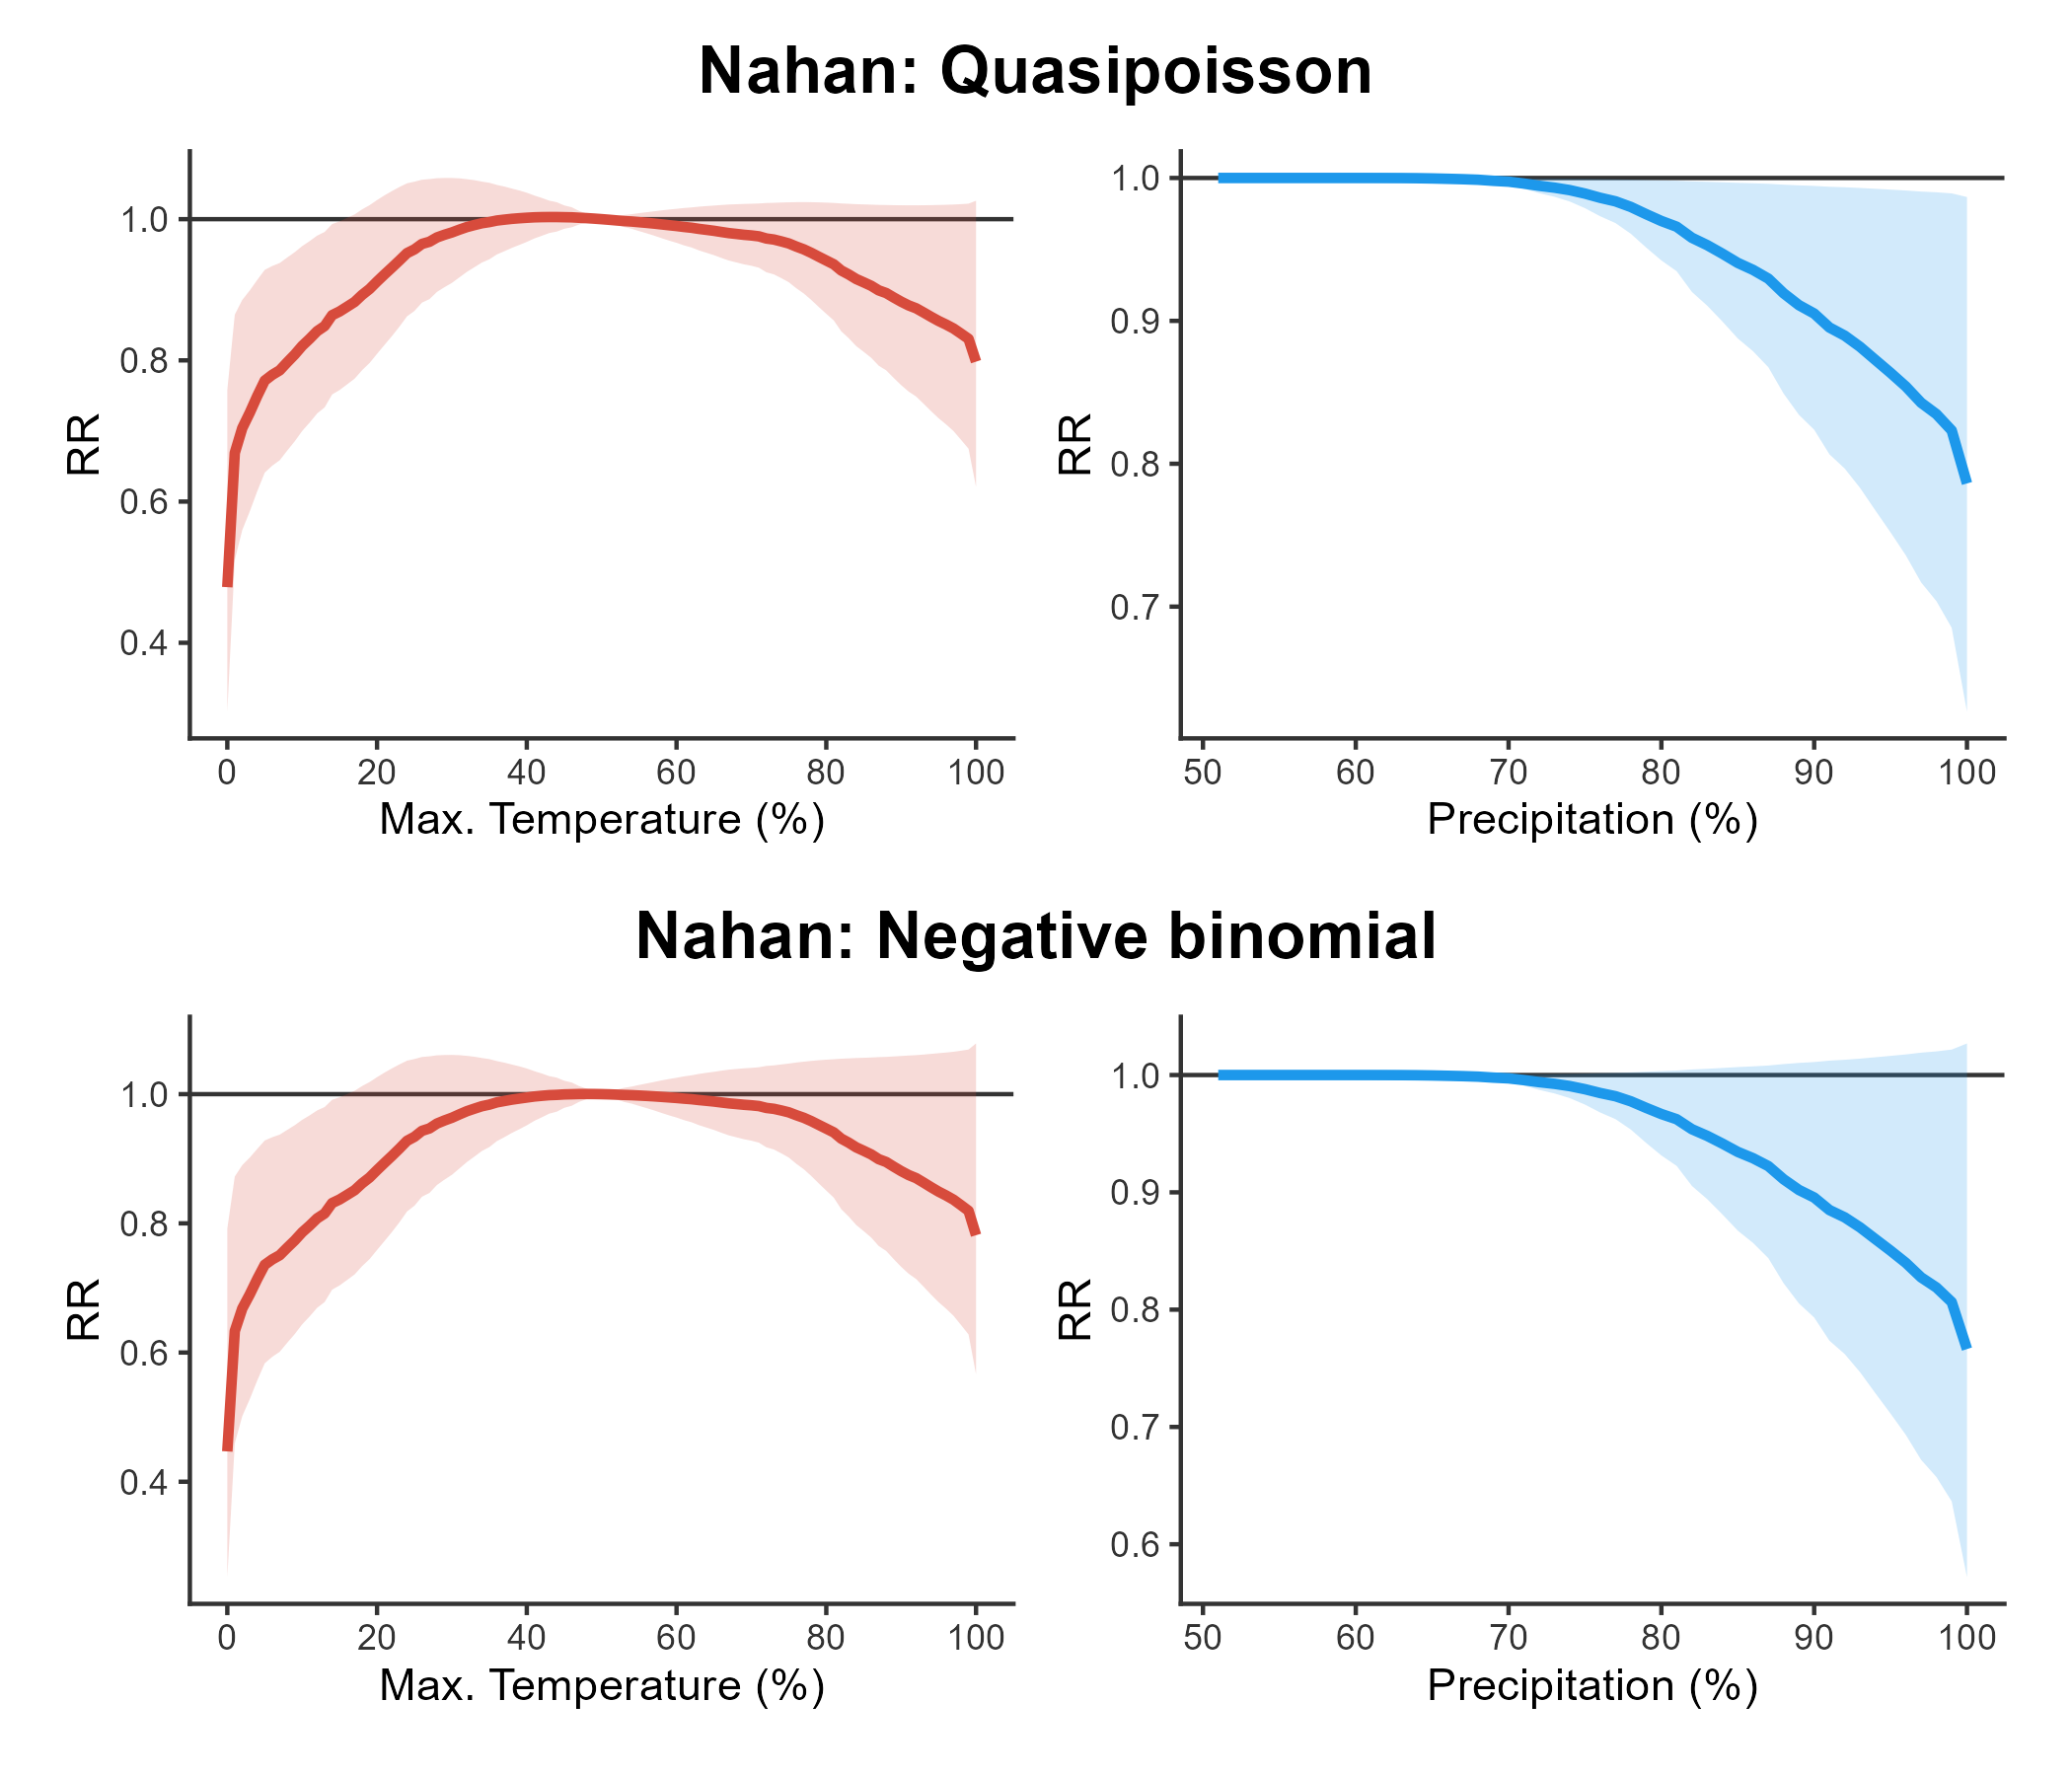 Nahan: Quasipoisson
1.0
0.8
0.6
0.4
RR
0 20 40 60 80 100
Max. Temperature (%)
1.0
0.9
0.8
0.7
RR
50 60 70 80 90 100
Precipitation (%)
Nahan: Negative binomial
1.0
0.8
0.6
0.4
RR
0 20 40 60 80 100
Max. Temperature (%)
1.0
0.9
0.8
0.7
0.6
RR
50 60 70 80 90 100
Precipitation (%)